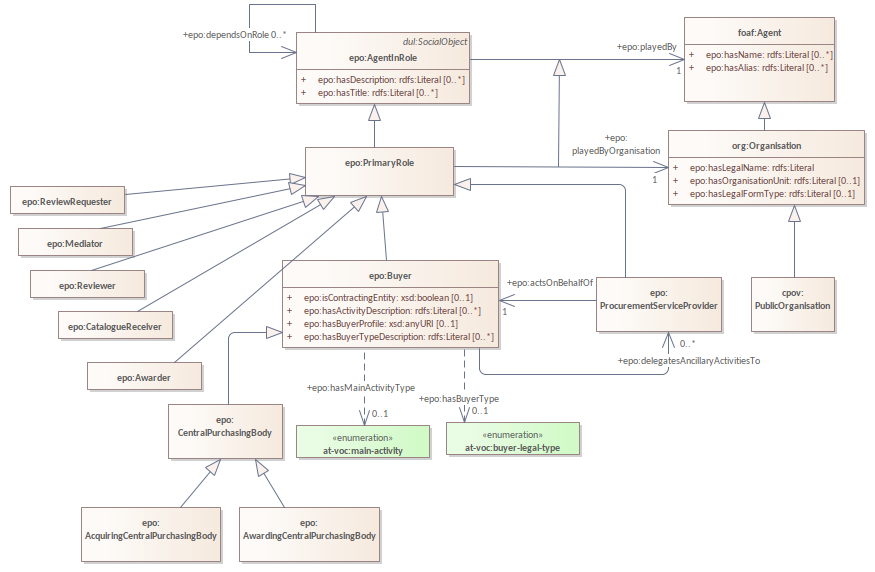 dul:SocialObject
epo:AgentInRole
+ epo:hasDescription: rdfs:Literal [0..*]
+ epo:hasTitle: rdfs:Literal [0..*]
+epo:dependsOnRole 0..*
+epo:playedBy
1
foaf:Agent
+ epo:hasName: rdfs:Literal [0..*]
+ epo:hasAlias: rdfs:Literal [0..*]
epo:PrimaryRole
+epo:
playedByOrganisation
1
org:Organisation
+ epo:hasLegalName: rdfs:Literal
+ epo:hasOrganisationUnit: rdfs:Literal [0..1]
+ epo:hasLegalFormType: rdfs:Literal [0..1]
epo:ReviewRequester
epo:Mediator
epo:Reviewer
epo:CatalogueReceiver
epo:Awarder
epo:Buyer
+ epo:isContractingEntity: xsd:boolean [0..1]
+ epo:hasActivityDescription: rdfs:Literal [0..*]
+ epo:hasBuyerProfile: xsd:anyURI [0..1]
+ epo:hasBuyerTypeDescription: rdfs:Literal [0..*]
+epo:actsOnBehalfOf
1
epo:
ProcurementServiceProvider
cpov:
PublicOrganisation
0..*
+epo:delegatesAncillaryActivitiesTo
+epo:hasMainActivityType
0..1
+epo:hasBuyerType
0..1
epo:
CentralPurchasingBody
«enumeration»
at-voc:main-activity
«enumeration»
at-voc:buyer-legal-type
epo:
AcquiringCentralPurchasingBody
epo:
AwardingCentralPurchasingBody